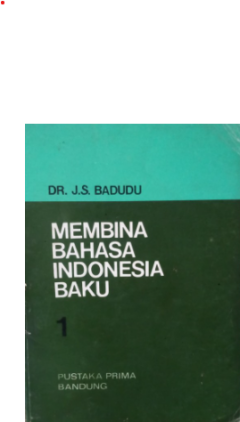 DR. J.S. BADUDU
MEMBINA
BAHASA
INDONESIA
BAKU
1
PUSTAKA PRIMA
BANDUNG